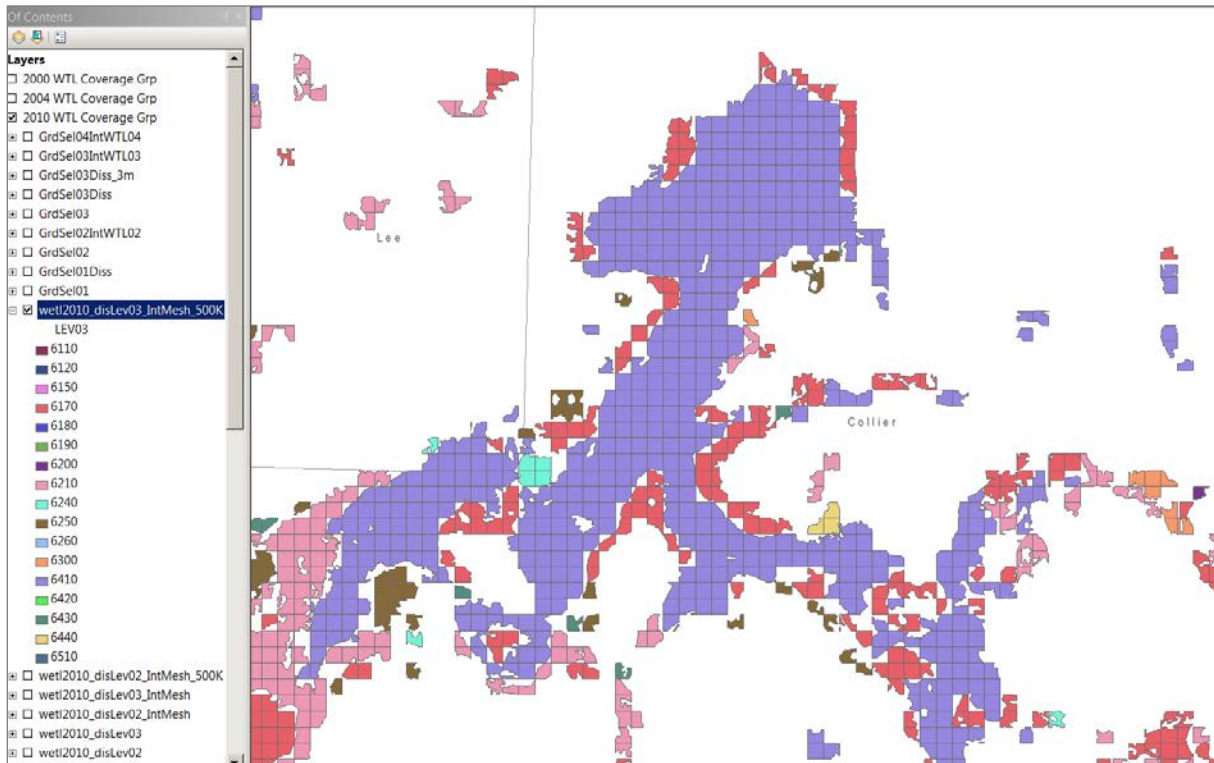 Of Contents
Layers
2000 WTL Coverage Grp
2004 WTL Coverage Grp
2010 WTL Coverage Grp
GrdSel04IntWTL04
GrdSel03IntWTL03
GrdSel03Diss_3m
GrdSel03Diss
GrdSel03
GrdSel02IntWTL02
GrdSel02
GrdSel01Diss
GrdSel01
wetl2010_disLev03_IntMesh_500K
LEV03
6110
6120
6150
6170
6180
6190
6200
6210
6240
6250
6260
6300
6410
6420
6430
6440
6510
wetl2010_disLev02_IntMesh_500K
wetl2010_disLev03_IntMesh
wetl2010_disLev02_IntMesh
wetl2010_disLev03
wetl2010_disLev02
Lee
Collier